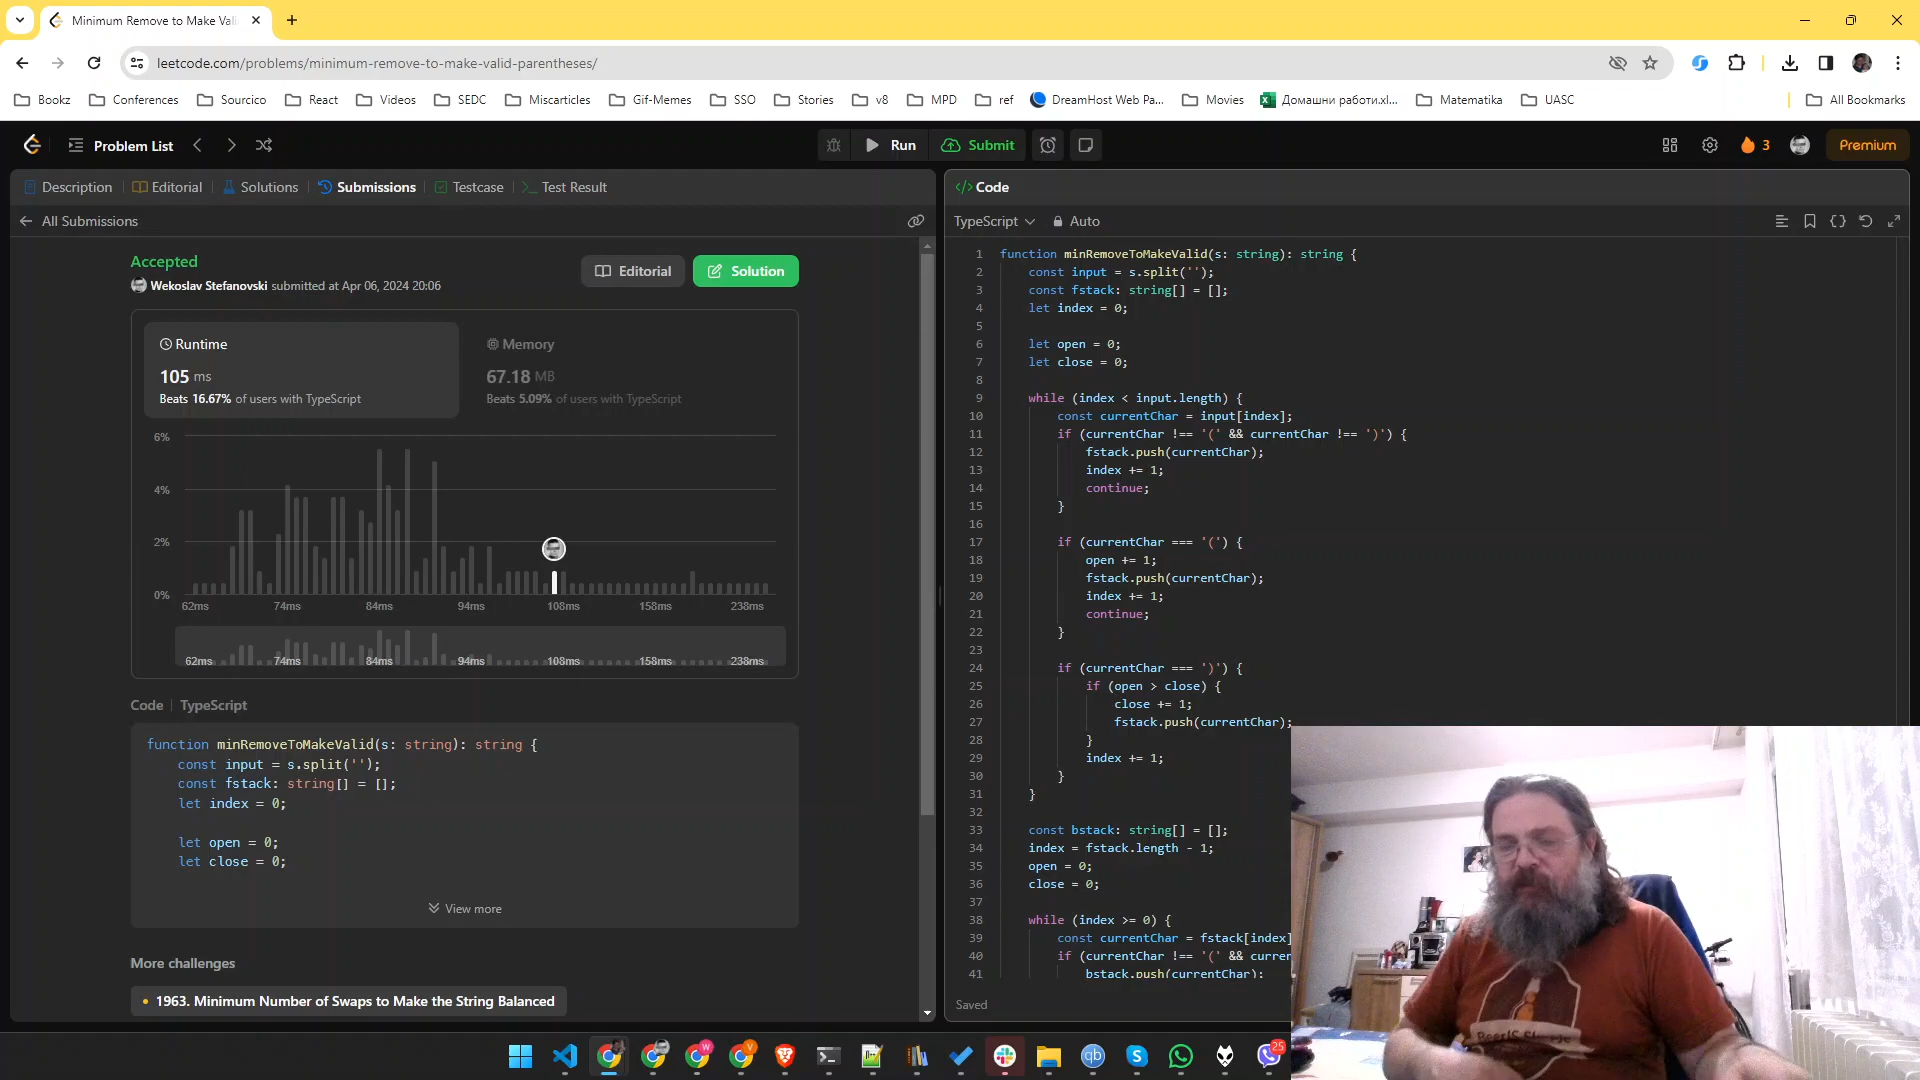 Minimum Remove to Make Vali
leetcode.com/problems/minimum-remove-to-make-valid-parentheses/
Bookz
Conferences
Sourcico
React
Videos
SEDC
Miscarticles
Gif-Memes
SSO
Stories
v8
MPD
ref
DreamHost Web Pa...
Movies
Домашни работи.xl...
Matematika
UASC
All Bookmarks
Problem List
Run
Submit
3
Premium
Description
Editorial
Solutions
Submissions
Testcase
Test Result
All Submissions
Accepted
Wekoslav Stefanovski submitted at Apr 06, 2024 20:06
Editorial
Solution
Runtime
105 ms
Beats 16.67% of users with TypeScript
Memory
67.18 MB
Beats 5.09% of users with TypeScript
6%
4%
2%
0%
62ms 74ms 84ms 94ms 108ms 158ms 238ms
62ms 74ms 84ms 94ms 108ms 158ms 238ms
Code | TypeScript
function minRemoveToMakeValid(s: string): string {
const input = s.split('');
const fstack: string[] = [];
let index = 0;
let open = 0;
let close = 0;
View more
More challenges
1963. Minimum Number of Swaps to Make the String Balanced
</> Code
TypeScript
Auto
1 function minRemoveToMakeValid(s: string): string {
2 const input = s.split('');
3 const fstack: string[] = [];
4 let index = 0;
5
6 let open = 0;
7 let close = 0;
8
9 while (index < input.length) {
10 const currentChar = input[index];
11 if (currentChar !== '(' && currentChar !== ')') {
12 fstack.push(currentChar);
13 index += 1;
14 continue;
15 }
16
17 if (currentChar === '(') {
18 open += 1;
19 fstack.push(currentChar);
20 index += 1;
21 continue;
22 }
23
24 if (currentChar === ')') {
25 if (open > close) {
26 close += 1;
27 fstack.push(currentChar);
28 }
29 index += 1;
30 }
31 }
32
33 const bstack: string[] = [];
34 index = fstack.length - 1;
35 open = 0;
36 close = 0;
37
38 while (index >= 0) {
39 const currentChar = fstack[index]
40 if (currentChar !== '(' && curren
41 bstack.push(currentChar);
Saved
W
V
qb
25